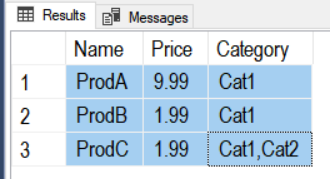 Results Messages
Name Price Category
1 ProdA 9.99 Cat1
2 ProdB 1.99 Cat1
3 ProdC 1.99 Cat1,Cat2